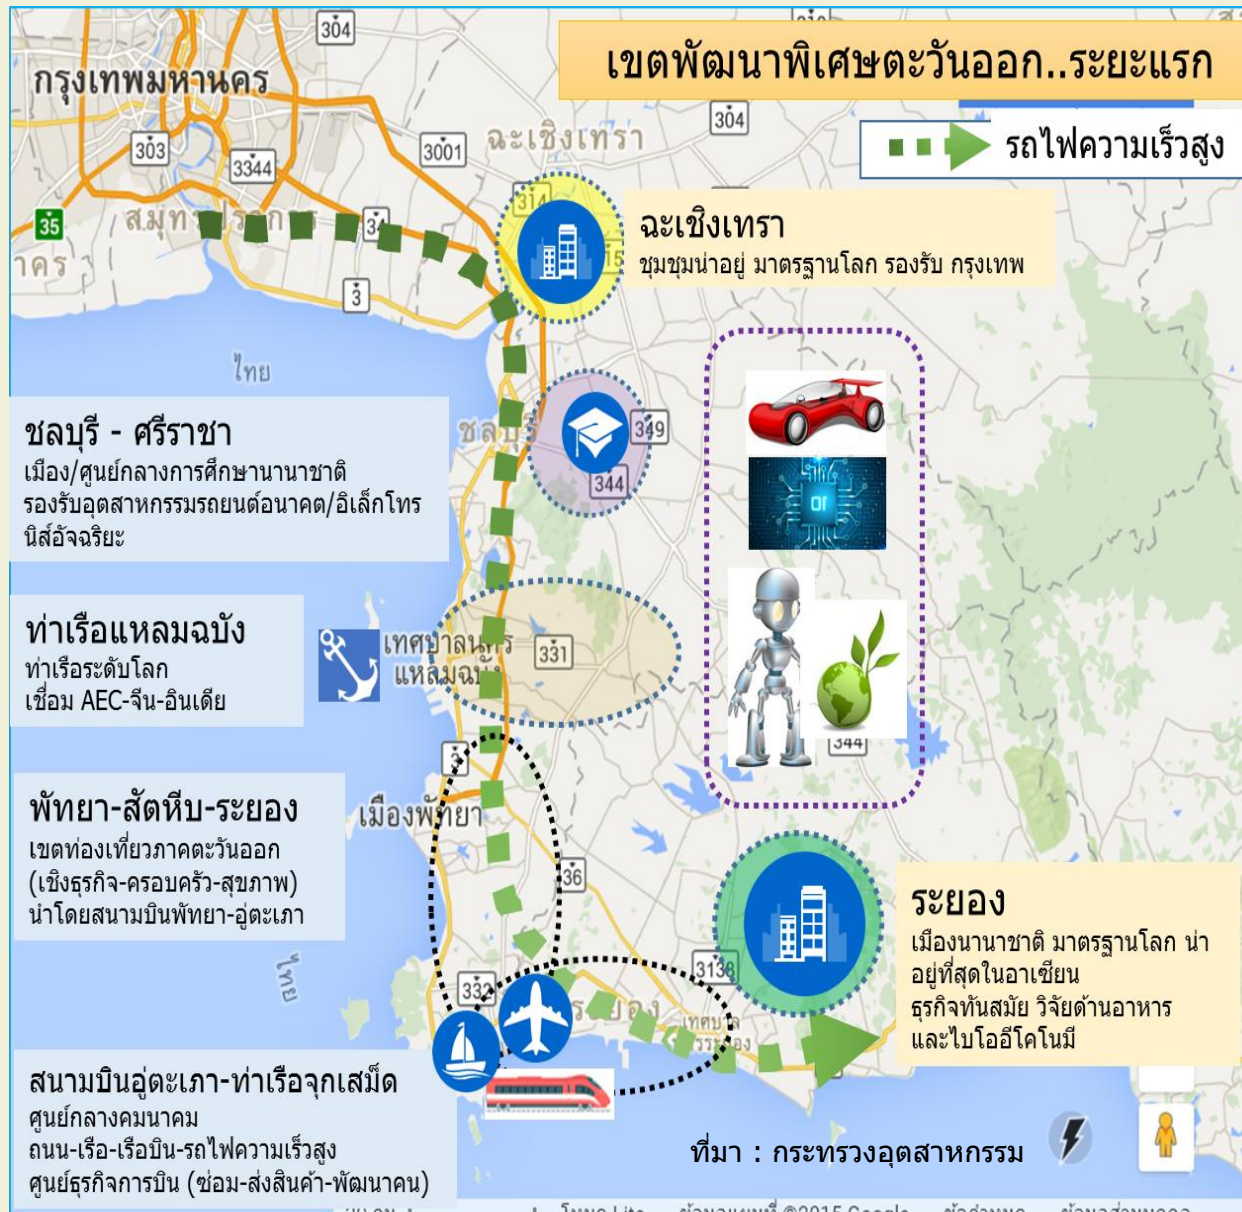 เขตพัฒนาพิเศษตะวันออก..ระยะแรก
รถไฟความเร็วสูง
กรุงเทพมหานคร
304
304
303
3344
3001
ฉะเชิงเทรา
314
35
34
3
ไทย
ฉะเชิงเทรา
ชุมชุมน่าอยู่ มาตรฐานโลก รองรับ กรุงเทพ
ชลบุรี - ศรีราชา
เมือง/ศูนย์กลางการศึกษานานาชาติ
รองรับอุตสาหกรรมรถยนต์อนาคต/อิเล็กโทร
นิส์อัจฉริยะ
ชลบุรี
349
344
or
ท่าเรือแหลมฉบัง
ท่าเรือระดับโลก
เชื่อม AEC-จีน-อินเดีย
เทศบาลนคร
แหลมฉบัง
331
344
3
พัทยา-สัตหีบ-ระยอง
เขตท่องเที่ยวภาคตะวันออก
(เชิงธุรกิจ-ครอบครัว-สุขภาพ)
นำโดยสนามบินพัทยา-อู่ตะเภา
เมืองพัทยา
36
ระยอง
เมืองนานาชาติ มาตรฐานโลก น่า
อยู่ที่สุดในอาเซียน
ธุรกิจทันสมัย วิจัยด้านอาหาร
และไบโออีโคโนมี
3138
332
ไทย
ระยอง
สนามบินอู่ตะเภา-ท่าเรือจุกเสม็ด
ศูนย์กลางคมนาคม
ถนน-เรือ-เรือบิน-รถไฟความเร็วสูง
ศูนย์ธุรกิจการบิน (ซ่อม-ส่งสินค้า-พัฒนาคน)
ที่มา : กระทรวงอุตสาหกรรม